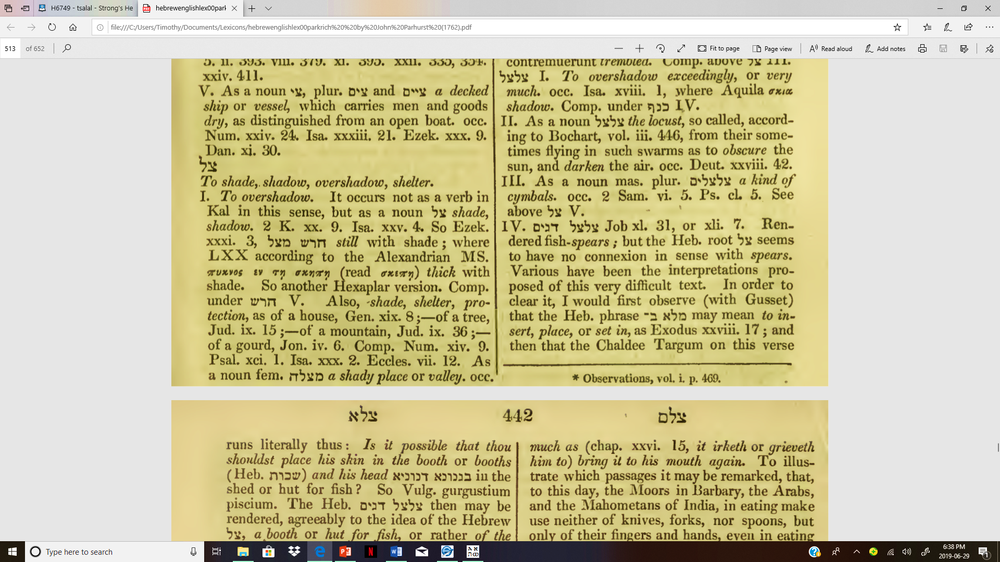 H6749 - tsalal - Strong's He
hebrewenglishlex00park
file:///C:/Users/Timothy/Documents/Lexicons/hebrewenglishlex00parkrich%20%20by%20John%20Parhurst%20(1762).pdf
513 of 652
Fit to page
Page view
Read aloud
Add notes
5. ii. 393. viii. 379. xi. 395. xxii. 335, 354.
xxiv. 411.
V. As a noun צי, plur. צים and ציים a decked
ship or vessel, which carries men and goods
dry, as distinguished from an open boat. occ.
Num. xxiv. 24. Isa. xxxiii. 21. Ezek. xxx. 9.
Dan. xi. 30.
צל
To shade, shadow, overshadow, shelter.
I. To overshadow. It occurs not as a verb in
Kal in this sense, but as a noun צל shade,
shadow. 2 K. xx. 9. Isa. xxv. 4. So Ezek.
xxxi. 3, חרש מצל still with shade; where
LXX according to the Alexandrian MS.
πυκνος εν τη σκηπη (read σκεπη) thick with
shade. So another Hexaplar version. Comp.
under חרש V. Also, shade, shelter, pro-
tection, as of a house, Gen. xix. 8;—of a tree,
Jud. ix. 15;—of a mountain, Jud. ix. 36;—
of a gourd, Jon. iv. 6. Comp. Num. xiv. 9.
Psal. xci. 1. Isa. xxx. 2. Eccles. vii. 12. As
a noun fem. מצלה a shady place or valley. occ.
contremuerunt trembled. Comp. above צל III.
צלצל I. To overshadow exceedingly, or very
much. occ. Isa. xviii. 1, where Aquila σκια
shadow. Comp. under כנף IV.
II. As a noun צלצל the locust, so called, accord-
ing to Bochart, vol. iii. 446, from their some-
times flying in such swarms as to obscure the
sun, and darken the air. occ. Deut. xxviii. 42.
III. As a noun mas. plur. צלצלים a kind of
cymbals. occ. 2 Sam. vi. 5. Ps. cl. 5. See
above צל V.
IV. צלצל דגים Job xl. 31, or xli. 7. Ren-
dered fish-spears; but the Heb. root צל seems
to have no connexion in sense with spears.
Various have been the interpretations pro-
posed of this very difficult text. In order to
clear it, I would first observe (with Gusset)
that the Heb. phrase מלא ב־ may mean to in-
sert, place, or set in, as Exodus xxviii. 17; and
then that the Chaldee Targum on this verse
* Observations, vol. i. p. 469.
צלא 442 צלם
runs literally thus: Is it possible that thou
shouldst place his skin in the booth or booths
(Heb. שכות) and his head בגנונא דנוניא in the
shed or hut for fish? So Vulg. gurgustium
piscium. The Heb. צלצל דגים then may be
rendered, agreeably to the idea of the Hebrew
צל, a booth or hut for fish, or rather of the
much as (chap. xxvi. 15, it irketh or grieveth
him to) bring it to his mouth again. To illus-
trate which passages it may be remarked, that,
to this day, the Moors in Barbary, the Arabs,
and the Mahometans of India, in eating make
use neither of knives, forks, nor spoons, but
only of their fingers and hands, even in eating
Type here to search
6:38 PM
2019-06-29